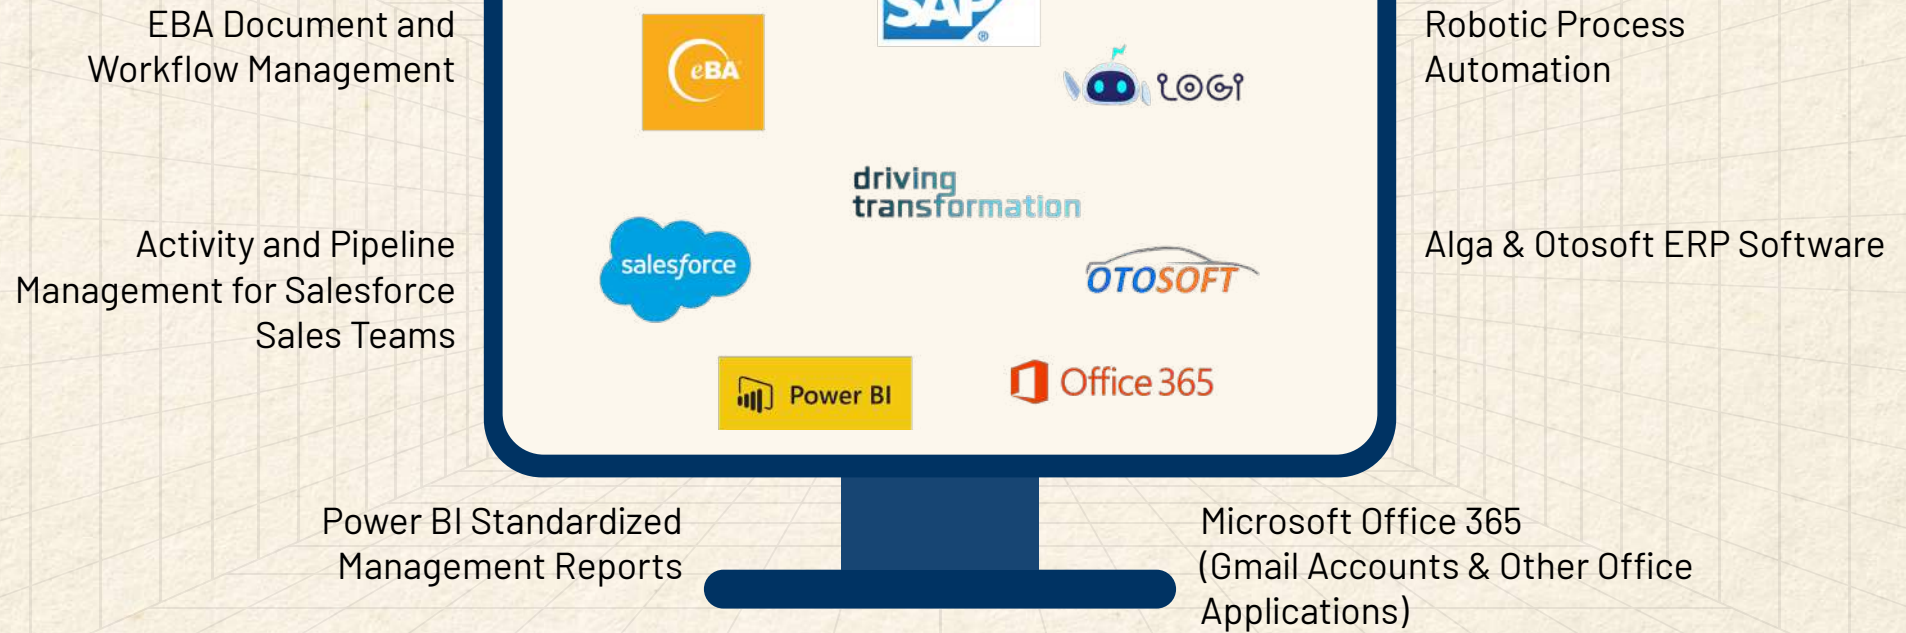 EBA Document and
Workflow Management
SAP
®
eBA
LOGI
Robotic Process
Automation
driving
transformation
Activity and Pipeline
Management for Salesforce
Sales Teams
salesforce
OTOSOFT
Alga & Otosoft ERP Software
Power BI
Office 365
Power BI Standardized
Management Reports
Microsoft Office 365
(Gmail Accounts & Other Office
Applications)